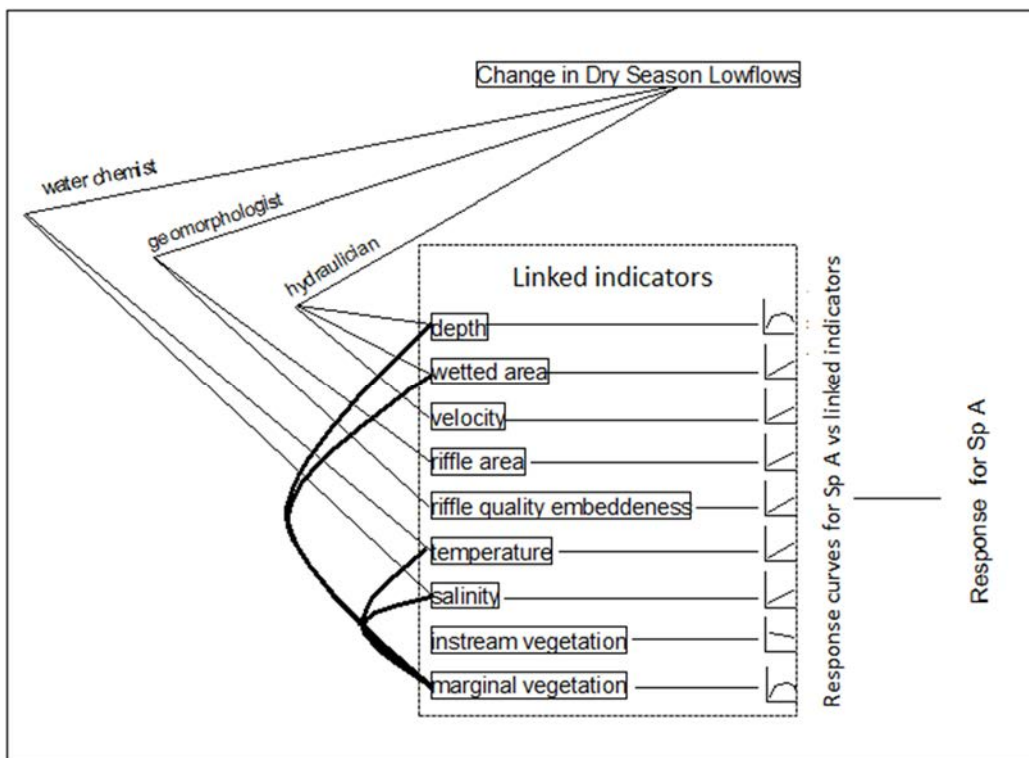 Change in Dry Season Lowflows
water chemist
geomorphologist
hydraulician
Linked indicators
depth
wetted area
velocity
riffle area
riffle quality embeddeness
temperature
salinity
instream vegetation
marginal vegetation
Response curves for Sp A vs linked indicators
Response for Sp A